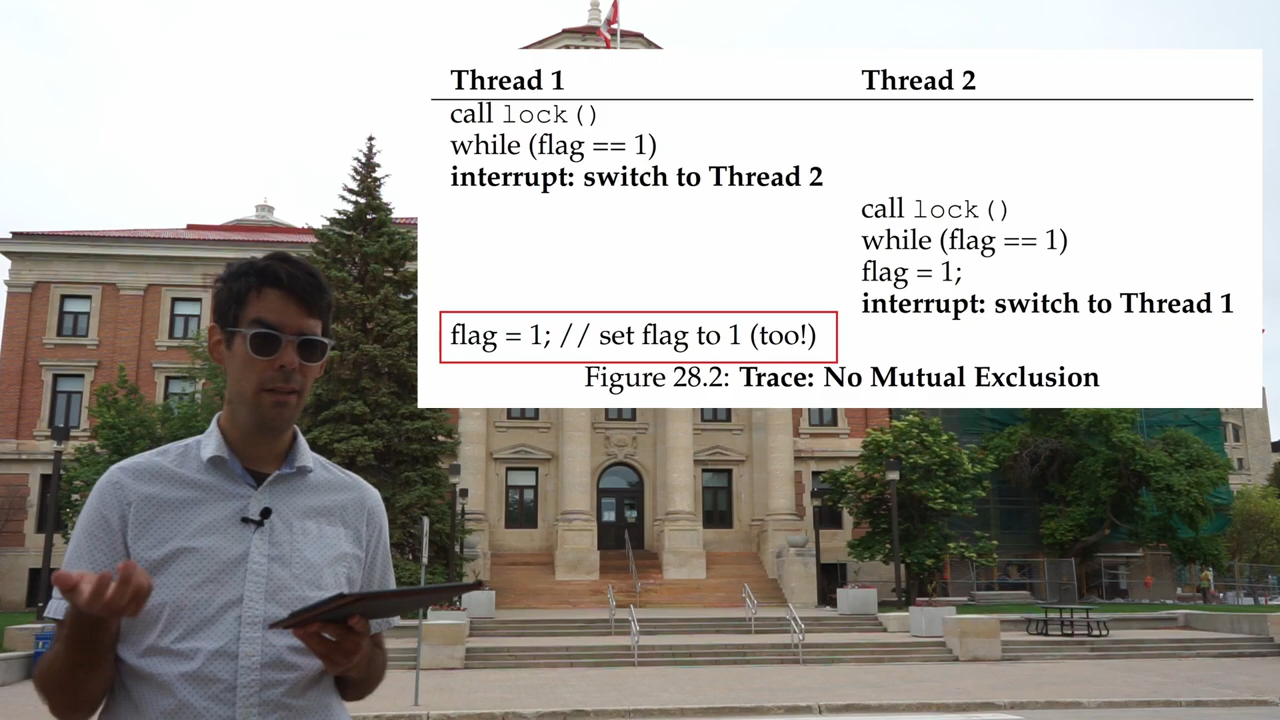 Thread 1 Thread 2
call lock()
while (flag == 1)
interrupt: switch to Thread 2
call lock()
while (flag == 1)
flag = 1;
interrupt: switch to Thread 1
flag = 1; // set flag to 1 (too!)
Figure 28.2: Trace: No Mutual Exclusion